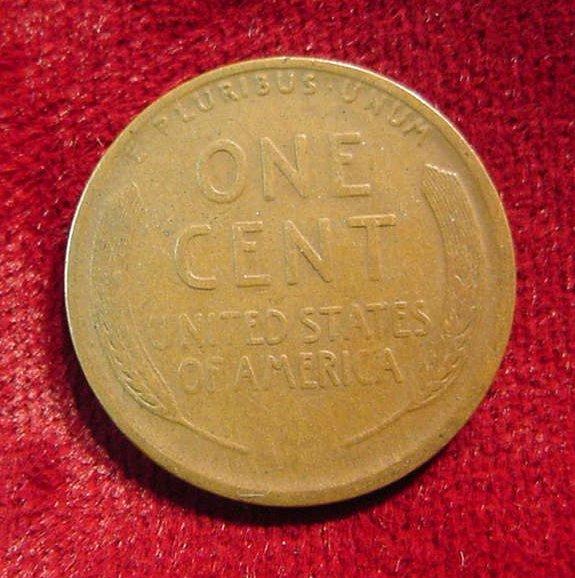 E PLURIBUS·UNUM
ONE
CENT
UNITED STATES
OF AMERICA